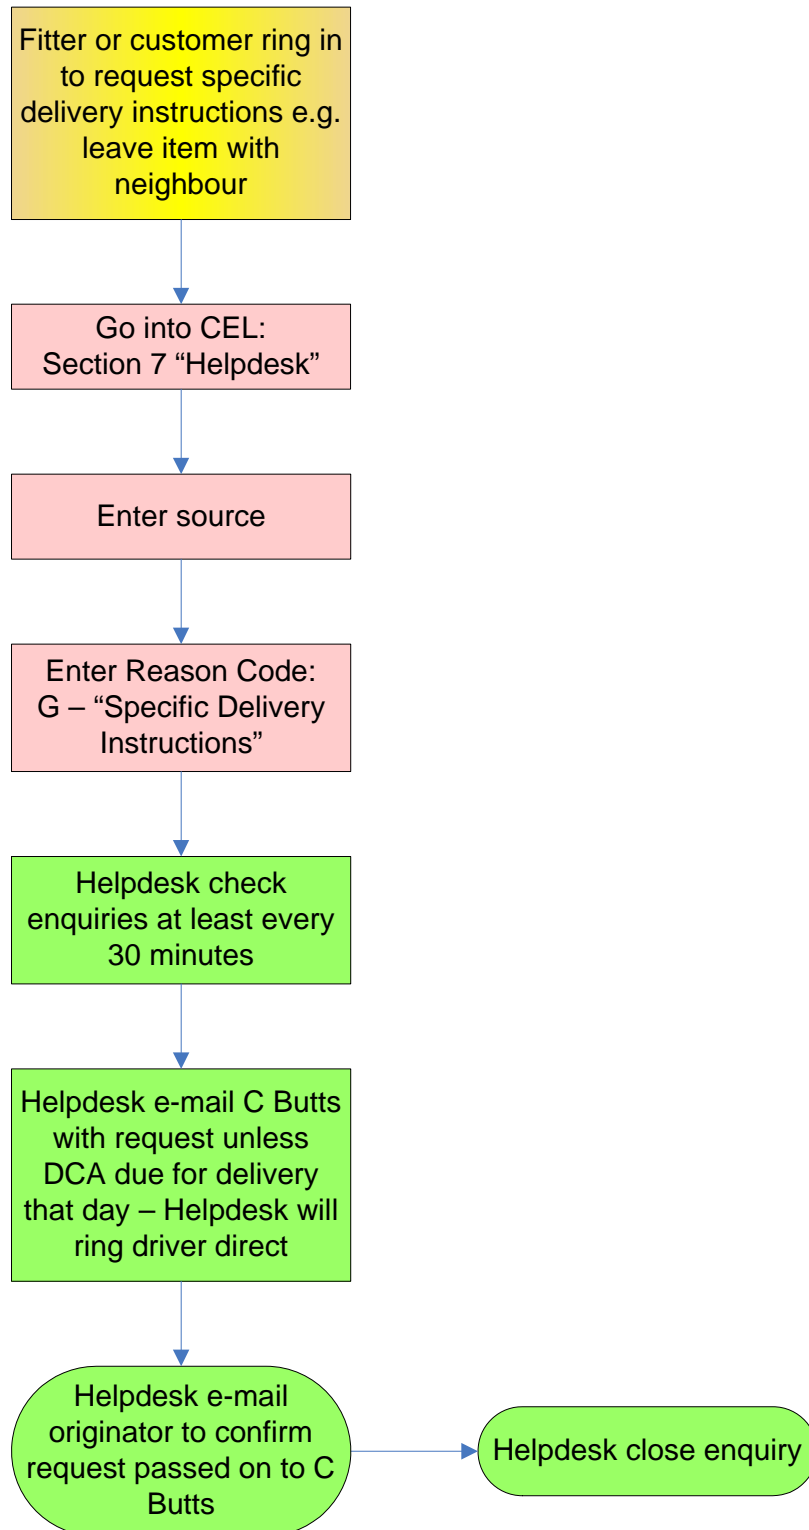 Fitter or customer ring in
to request specific
delivery instructions e.g.
leave item with
neighbour
Go into CEL:
Section 7 “Helpdesk”
Enter source
Enter Reason Code:
G – “Specific Delivery
Instructions”
Helpdesk check
enquiries at least every
30 minutes
Helpdesk e-mail C Butts
with request unless
DCA due for delivery
that day – Helpdesk will
ring driver direct
Helpdesk e-mail
originator to confirm
request passed on to C
Butts
Helpdesk close enquiry